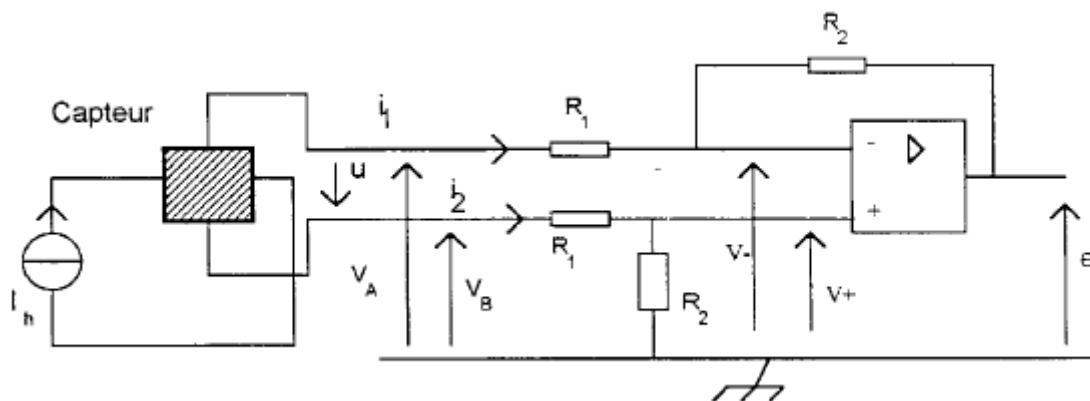 R2
Capteur
i1
R1
-
u
i2
+
R1
VA
VB
V-
V+
e
R2
Ih